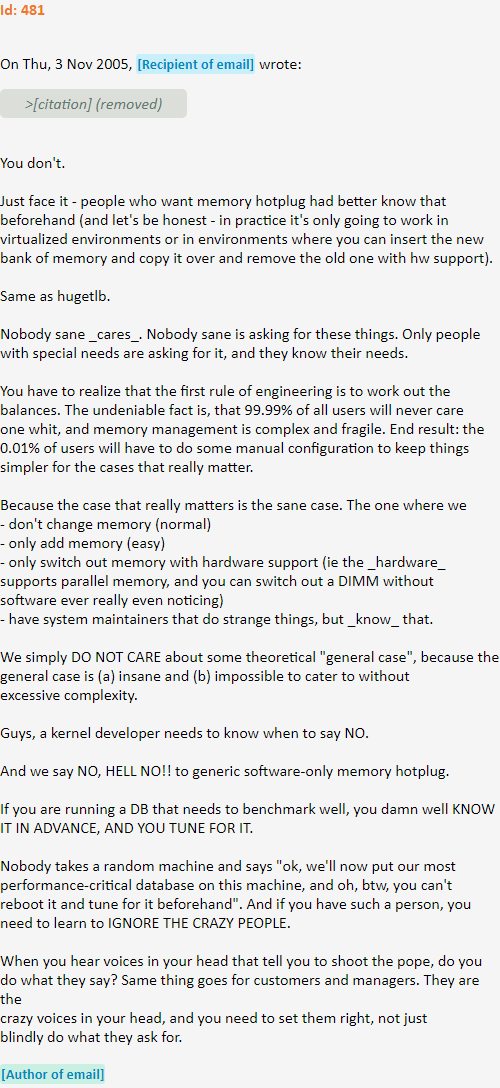 Id: 481
On Thu, 3 Nov 2005, [Recipient of email] wrote:
>[citation] (removed)
You don't.
Just face it - people who want memory hotplug had better know that
beforehand (and let's be honest - in practice it's only going to work in
virtualized environments or in environments where you can insert the new
bank of memory and copy it over and remove the old one with hw support).
Same as hugetlb.
Nobody sane _cares_. Nobody sane is asking for these things. Only people
with special needs are asking for it, and they know their needs.
You have to realize that the first rule of engineering is to work out the
balances. The undeniable fact is, that 99.99% of all users will never care
one whit, and memory management is complex and fragile. End result: the
0.01% of users will have to do some manual configuration to keep things
simpler for the cases that really matter.
Because the case that really matters is the sane case. The one where we
- don't change memory (normal)
- only add memory (easy)
- only switch out memory with hardware support (ie the _hardware_
supports parallel memory, and you can switch out a DIMM without
software ever really even noticing)
- have system maintainers that do strange things, but _know_ that.
We simply DO NOT CARE about some theoretical "general case", because the
general case is (a) insane and (b) impossible to cater to without
excessive complexity.
Guys, a kernel developer needs to know when to say NO.
And we say NO, HELL NO!! to generic software-only memory hotplug.
If you are running a DB that needs to benchmark well, you damn well KNOW
IT IN ADVANCE, AND YOU TUNE FOR IT.
Nobody takes a random machine and says "ok, we'll now put our most
performance-critical database on this machine, and oh, btw, you can't
reboot it and tune for it beforehand". And if you have such a person, you
need to learn to IGNORE THE CRAZY PEOPLE.
When you hear voices in your head that tell you to shoot the pope, do you
do what they say? Same thing goes for customers and managers. They are
the
crazy voices in your head, and you need to set them right, not just
blindly do what they ask for.
[Author of email]